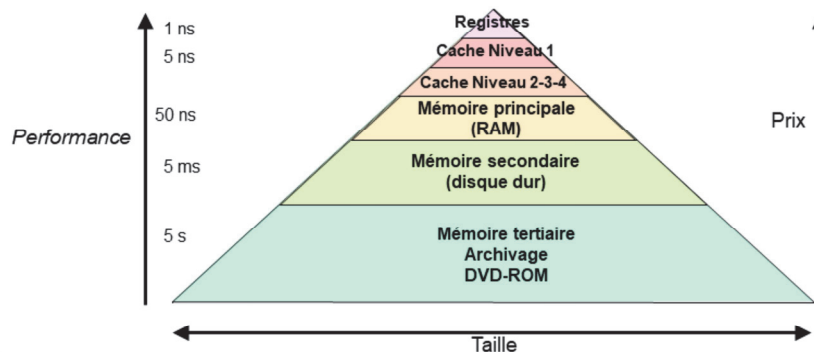 Registres
1 ns
Cache Niveau 1
5 ns
Cache Niveau 2-3-4
Mémoire principale
(RAM)
50 ns
Performance
Prix
Mémoire secondaire
(disque dur)
5 ms
5 s
Mémoire tertiaire
Archivage
DVD-ROM
Taille